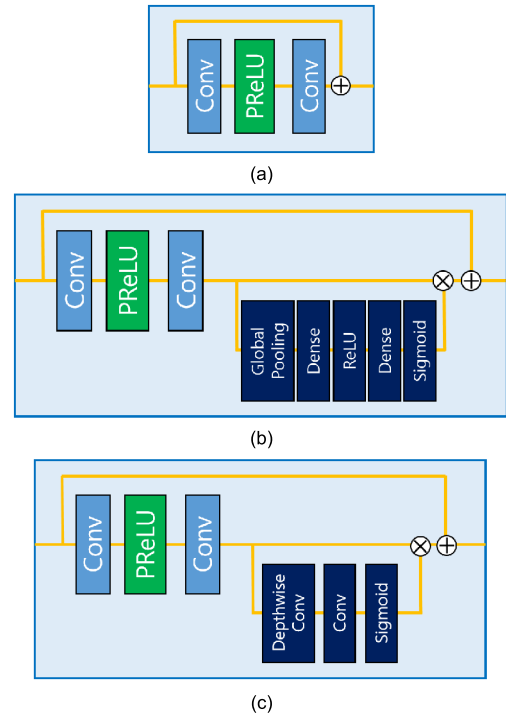 Conv
PReLU
Conv
(a)
Conv
PReLU
Conv
Global
Pooling
Dense
ReLU
Dense
Sigmoid
(b)
Conv
PReLU
Conv
Depthwise
Conv
Conv
Sigmoid
(c)